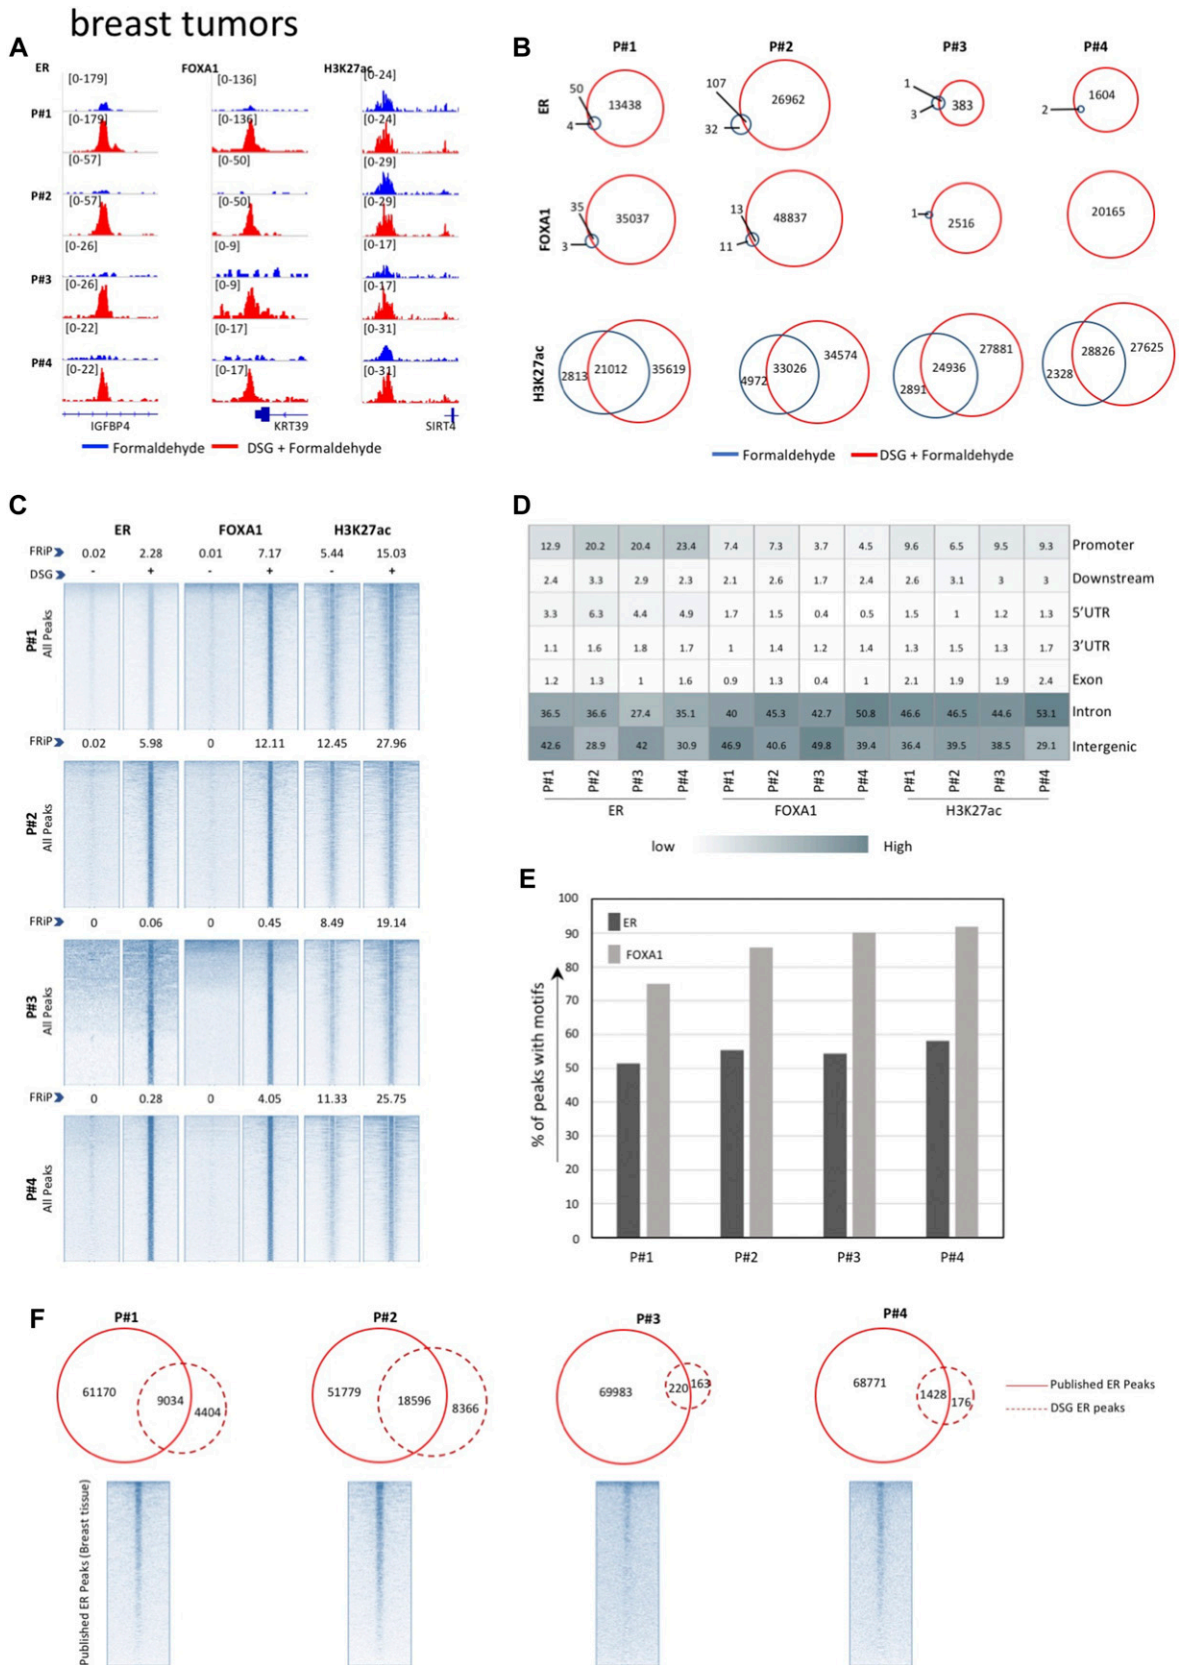 breast tumors
A
ER FOXA1 H3K27ac
[0-179] [0-136] [0-24]
P#1
[0-179] [0-136] [0-24]
[0-57] [0-50] [0-29]
P#2
[0-57] [0-50] [0-29]
[0-26] [0-9] [0-17]
P#3
[0-26] [0-9] [0-17]
[0-22] [0-17] [0-31]
P#4
[0-22] [0-17] [0-31]
IGFBP4 KRT39 SIRT4
Formaldehyde DSG + Formaldehyde
B
P#1 P#2 P#3 P#4
ER
50 13438 4
107 26962 32
1 383 3
1604 2
FOXA1
35 35037 3
13 48837 11
1 2516
20165
H3K27ac
2813 21012 35619
4972 33026 34574
2891 24936 27881
2328 28826 27625
Formaldehyde DSG + Formaldehyde
C
ER FOXA1 H3K27ac
FRiP 0.02 2.28 0.01 7.17 5.44 15.03
DSG - + - + - +
P#1
All Peaks
FRiP 0.02 5.98 0 12.11 12.45 27.96
P#2
All Peaks
FRiP 0 0.06 0 0.45 8.49 19.14
P#3
All Peaks
FRiP 0 0.28 0 4.05 11.33 25.75
P#4
All Peaks
D
12.9 20.2 20.4 23.4 7.4 7.3 3.7 4.5 9.6 6.5 9.5 9.3 Promoter
2.4 3.3 2.9 2.3 2.1 2.6 1.7 2.4 2.6 3.1 3 3 Downstream
3.3 6.3 4.4 4.9 1.7 1.5 0.4 0.5 1.5 1 1.2 1.3 5'UTR
1.1 1.6 1.8 1.7 1 1.4 1.2 1.4 1.3 1.5 1.3 1.7 3'UTR
1.2 1.3 1 1.6 0.9 1.3 0.4 1 2.1 1.9 1.9 2.4 Exon
36.5 36.6 27.4 35.1 40 45.3 42.7 50.8 46.6 46.5 44.6 53.1 Intron
42.6 28.9 42 30.9 46.9 40.6 49.8 39.4 36.4 39.5 38.5 29.1 Intergenic
P#1 P#2 P#3 P#4 P#1 P#2 P#3 P#4 P#1 P#2 P#3 P#4
ER FOXA1 H3K27ac
low High
E
% of peaks with motifs
100
90
80
70
60
50
40
30
20
10
0
ER
FOXA1
P#1 P#2 P#3 P#4
F
P#1 P#2 P#3 P#4
61170 9034 4404
51779 18596 8366
69983 220 163
68771 1428 176
Published ER Peaks
DSG ER peaks
Published ER Peaks (Breast tissue)